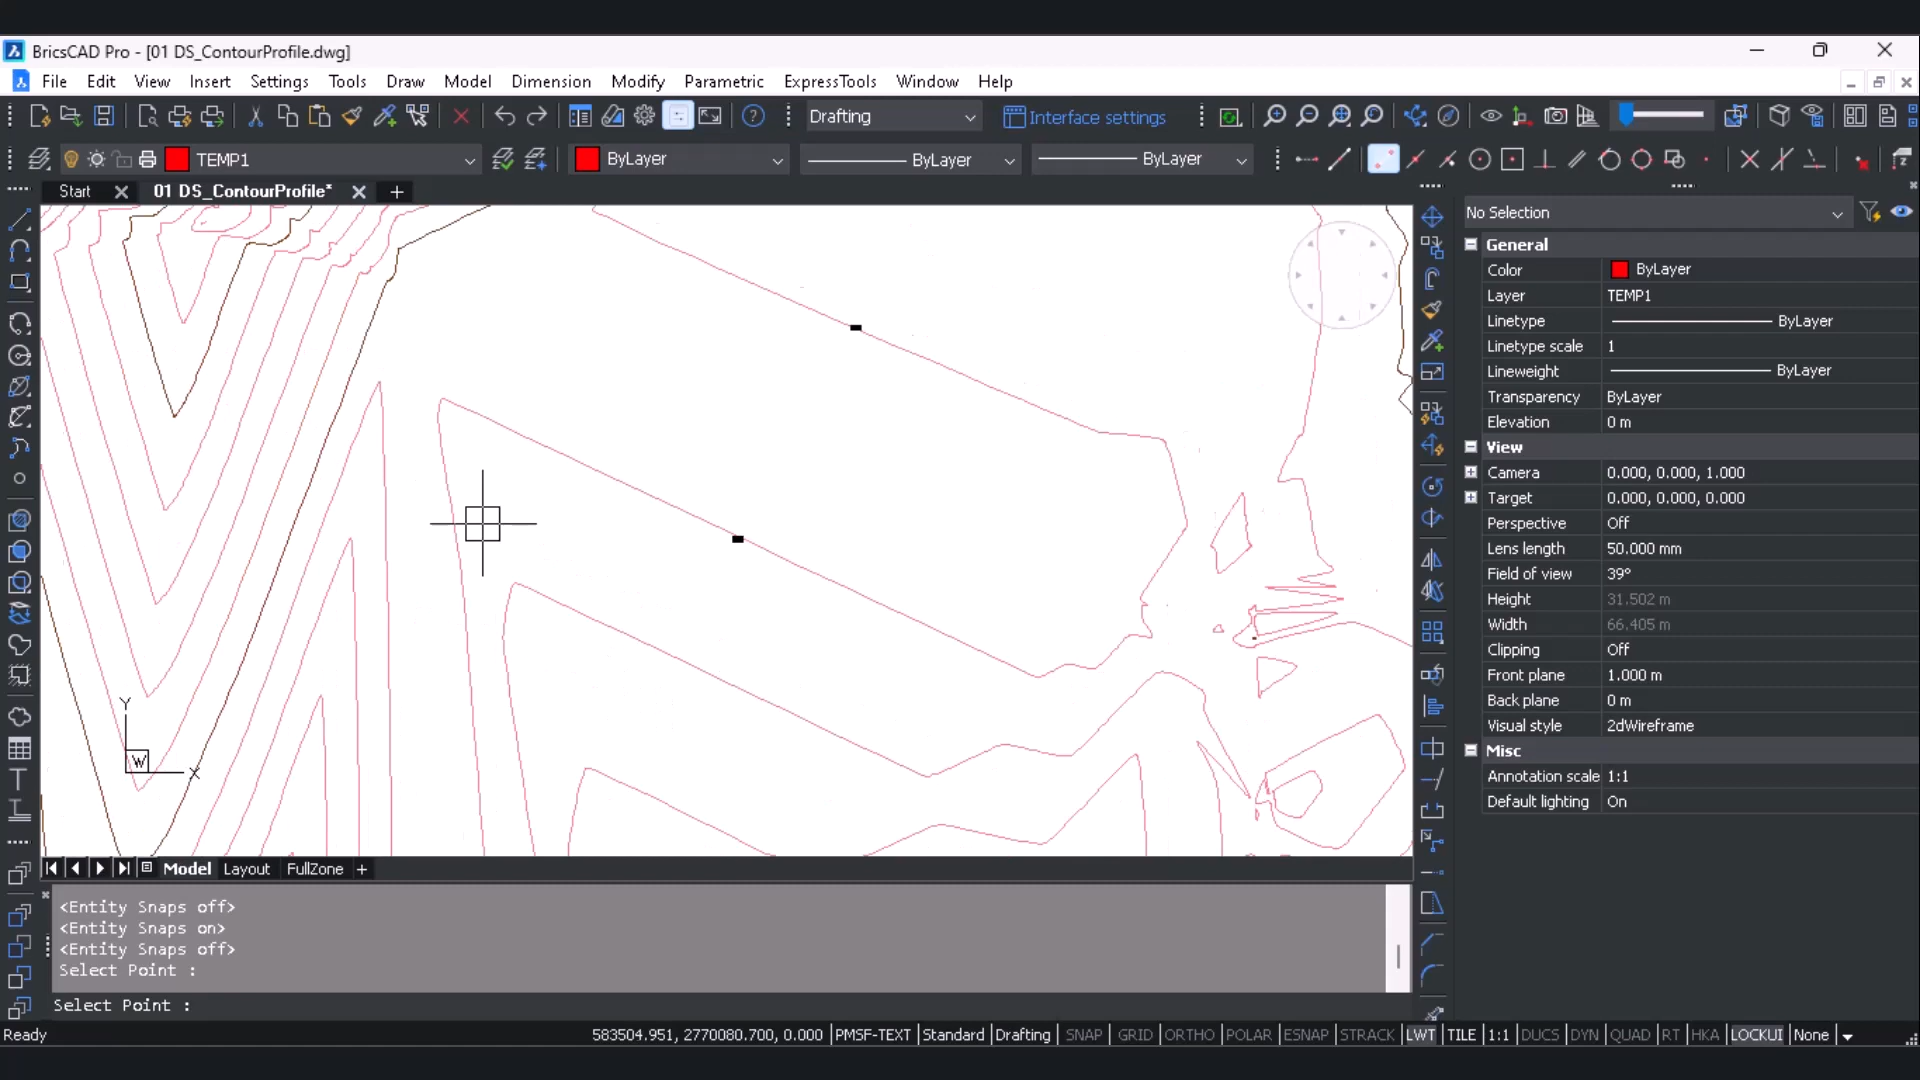 BricsCAD Pro - [01 DS_ContourProfile.dwg]
File Edit View Insert Settings Tools Draw Model Dimension Modify Parametric ExpressTools Window Help
Drafting Interface settings
TEMP1 ByLayer ByLayer ByLayer
Start 01 DS_ContourProfile* +
No Selection
General
Color ByLayer
Layer TEMP1
Linetype ByLayer
Linetype scale 1
Lineweight ByLayer
Transparency ByLayer
Elevation 0 m
View
Camera 0.000, 0.000, 1.000
Target 0.000, 0.000, 0.000
Perspective Off
Lens length 50.000 mm
Field of view 39°
Height 31.502 m
Width 66.405 m
Clipping Off
Front plane 1.000 m
Back plane 0 m
Visual style 2dWireframe
Misc
Annotation scale 1:1
Default lighting On
Y
W
X
Model Layout FullZone +
<Entity Snaps off>
<Entity Snaps on>
<Entity Snaps off>
Select Point :
Select Point :
Ready 583504.951, 2770080.700, 0.000 PMSF-TEXT Standard Drafting SNAP GRID ORTHO POLAR ESNAP STRACK LWT TILE 1:1 DUCS DYN QUAD RT HKA LOCKUI None